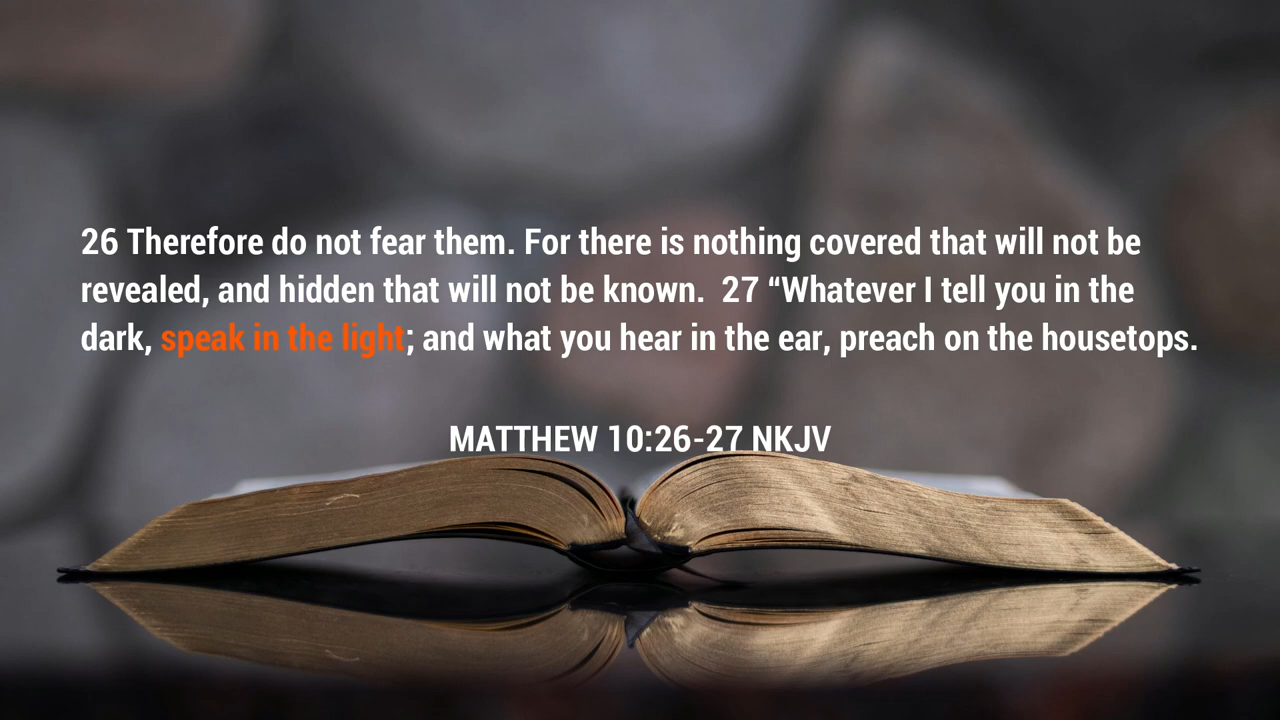 26 Therefore do not fear them. For there is nothing covered that will not be
revealed, and hidden that will not be known.  27 “Whatever I tell you in the
dark, speak in the light; and what you hear in the ear, preach on the housetops.
MATTHEW 10:26-27 NKJV